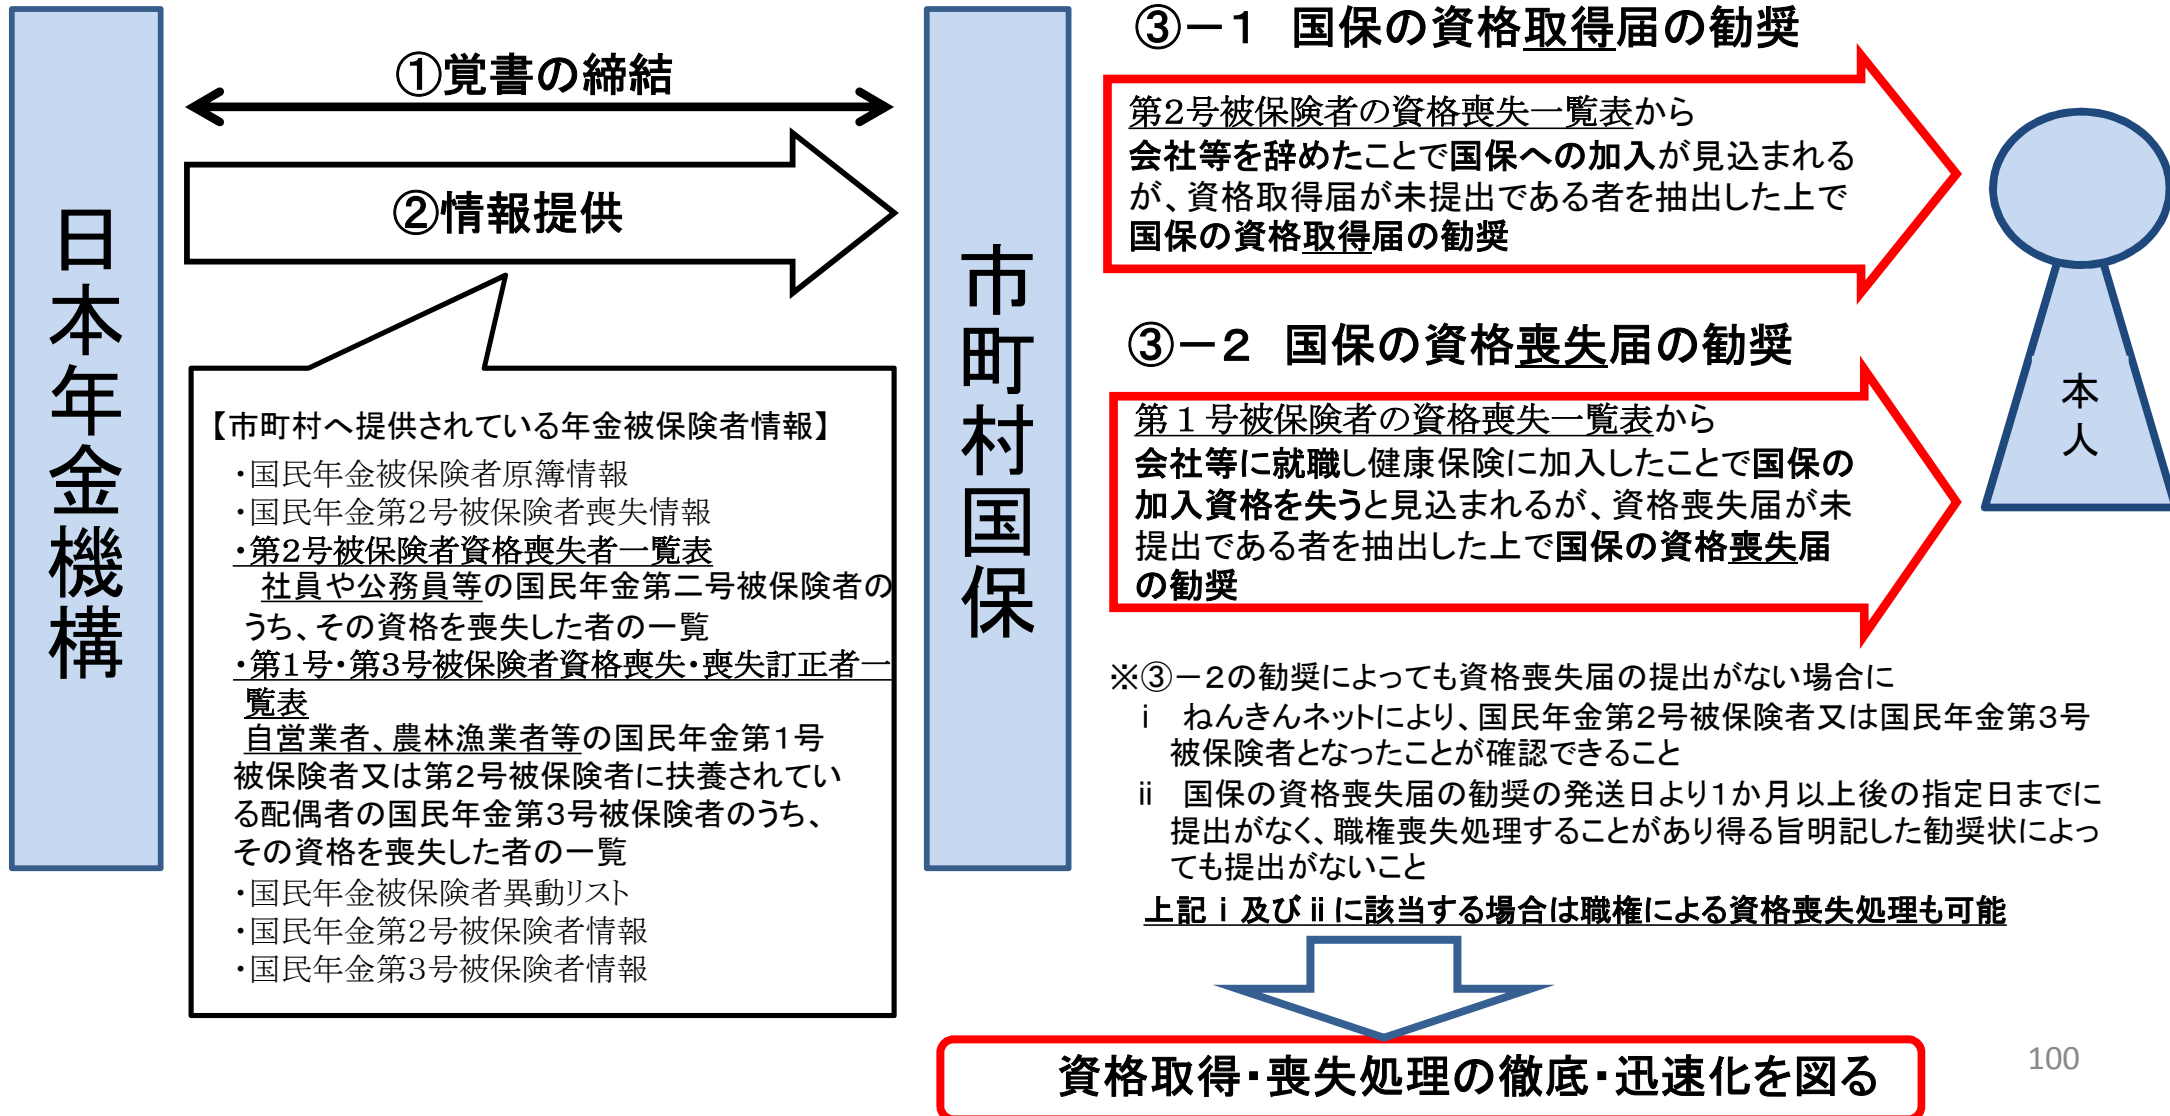 日本年金機構
①覚書の締結
②情報提供
【市町村へ提供されている年金被保険者情報】
・国民年金被保険者原簿情報
・国民年金第2号被保険者喪失情報
・第2号被保険者資格喪失者一覧表
社員や公務員等の国民年金第二号被保険者の
うち、その資格を喪失した者の一覧
・第1号・第3号被保険者資格喪失・喪失訂正者一
覧表
自営業者、農林漁業者等の国民年金第1号
被保険者又は第2号被保険者に扶養されてい
る配偶者の国民年金第3号被保険者のうち、
その資格を喪失した者の一覧
・国民年金被保険者異動リスト
・国民年金第2号被保険者情報
・国民年金第3号被保険者情報
市町村国保
③－1 国保の資格取得届の勧奨
第2号被保険者の資格喪失一覧表から
会社等を辞めたことで国保への加入が見込まれる
が、資格取得届が未提出である者を抽出した上で
国保の資格取得届の勧奨
③－2 国保の資格喪失届の勧奨
第1号被保険者の資格喪失一覧表から
会社等に就職し健康保険に加入したことで国保の
加入資格を失うと見込まれるが、資格喪失届が未
提出である者を抽出した上で国保の資格喪失届
の勧奨
本人
※③－2の勧奨によっても資格喪失届の提出がない場合に
ⅰ ねんきんネットにより、国民年金第2号被保険者又は国民年金第3号
被保険者となったことが確認できること
ⅱ 国保の資格喪失届の勧奨の発送日より1か月以上後の指定日までに
提出がなく、職権喪失処理することがあり得る旨明記した勧奨状によっ
ても提出がないこと
上記ⅰ及びⅱに該当する場合は職権による資格喪失処理も可能
資格取得・喪失処理の徹底・迅速化を図る
100